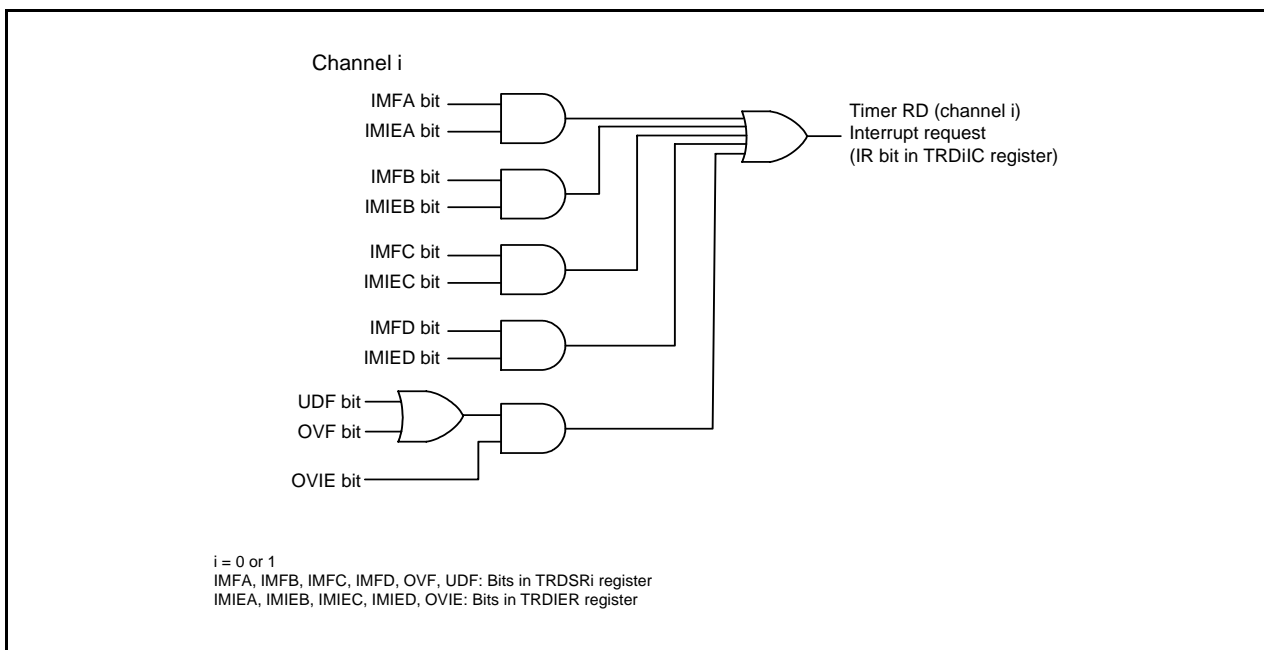 Channel i
IMFA bit
IMIEA bit
IMFB bit
IMIEB bit
IMFC bit
IMIEC bit
IMFD bit
IMIED bit
UDF bit
OVF bit
OVIE bit
Timer RD (channel i)
Interrupt request
(IR bit in TRDiIC register)
i = 0 or 1
IMFA, IMFB, IMFC, IMFD, OVF, UDF: Bits in TRDSRi register
IMIEA, IMIEB, IMIEC, IMIED, OVIE: Bits in TRDIER register